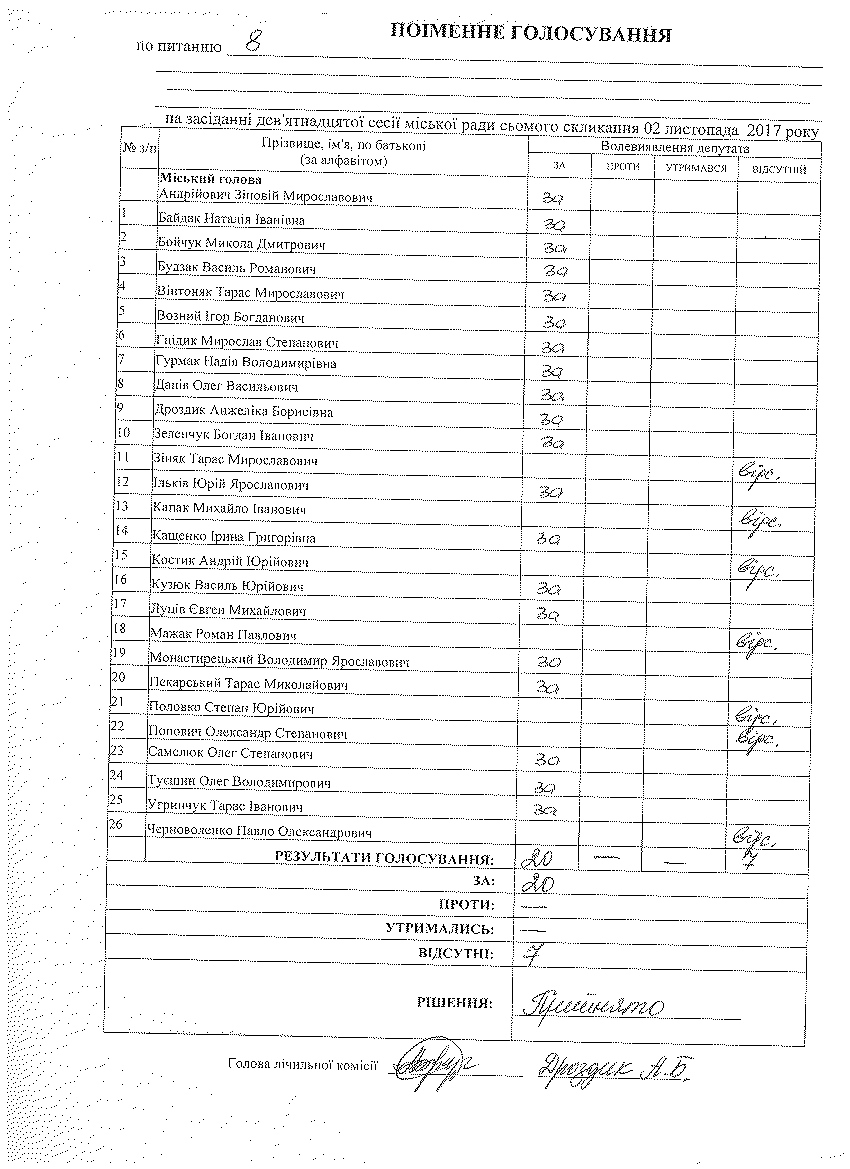 ПОІМЕННЕ ГОЛОСУВАННЯ
по питанню 8
на засіданні дев'ятнадцятої сесії міської ради сьомого скликання 02 листопада 2017 року
№ з/п Прізвище, ім'я, по батькові (за алфавітом) Волевиявлення депутата
ЗА ПРОТИ УТРИМАВСЯ ВІДСУТНІЙ
Міський голова
Андрійович Зіновій Мирославович за
1 Байдак Наталія Іванівна за
2 Бойчук Микола Дмитрович за
3 Будзак Василь Романович за
4 Вінтоняк Тарас Мирославович за
5 Возний Ігор Богданович за
6 Гнідик Мирослав Степанович за
7 Гурмак Надія Володимирівна за
8 Данів Олег Васильович за
9 Дроздик Анжеліка Борисівна за
10 Зеленчук Богдан Іванович за
11 Зіняк Тарас Мирославович відс.
12 Ільків Юрій Ярославович за
13 Капак Михайло Іванович відс.
14 Кащенко Ірина Григорівна за
15 Костик Андрій Юрійович відс.
16 Кузюк Василь Юрійович за
17 Луців Євген Михайлович за
18 Мажак Роман Павлович відс.
19 Монастирецький Володимир Ярославович за
20 Пекарський Тарас Миколайович за
21 Половко Степан Юрійович відс.
22 Попович Олександр Степанович відс.
23 Самелюк Олег Степанович за
24 Туєшин Олег Володимирович за
25 Угринчук Тарас Іванович за
26 Черноволенко Павло Олександрович відс.
РЕЗУЛЬТАТИ ГОЛОСУВАННЯ: 20 — — 7
ЗА: 20
ПРОТИ: —
УТРИМАЛИСЬ: —
ВІДСУТНІ: 7
РІШЕННЯ: Прийнято
Голова лічильної комісії Дроздик А.Б.